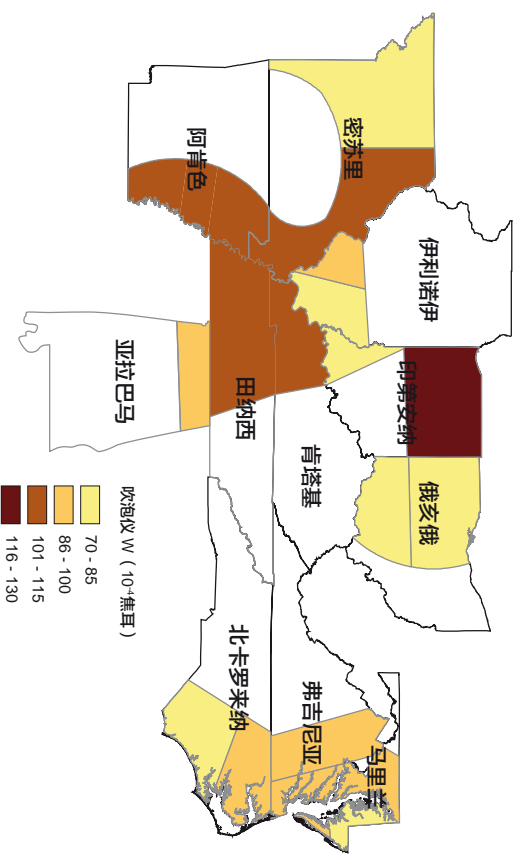 密苏里
伊利诺伊
印第安纳
俄亥俄
阿肯色
田纳西
肯塔基
弗吉尼亚
马里兰
亚拉巴马
北卡罗来纳
吹泡仪 W（10⁻⁴焦耳）
70 - 85
86 - 100
101 - 115
116 - 130